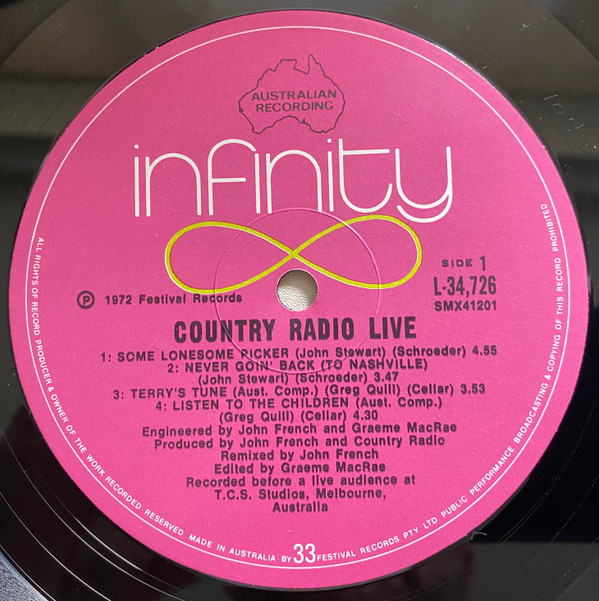 AUSTRALIAN
RECORDING
infinity
SIDE 1
L-34,726
SMX41201
Ⓟ 1972 Festival Records
COUNTRY RADIO LIVE
1: SOME LONESOME PICKER (John Stewart) (Schroeder) 4.55
2: NEVER GOIN' BACK (TO NASHVILLE)
(John Stewart) (Schroeder) 3.47
3: TERRY'S TUNE (Aust. Comp.) (Greg Quill) (Cellar) 3.53
4: LISTEN TO THE CHILDREN (Aust. Comp.)
(Greg Quill) (Cellar) 4.30
Engineered by John French and Graeme MacRae
Produced by John French and Country Radio
Remixed by John French
Edited by Graeme MacRae
Recorded before a live audience at
T.C.S. Studios, Melbourne,
Australia
ALL RIGHTS OF RECORD PRODUCER & OWNER OF THE WORK RECORDED RESERVED MADE IN AUSTRALIA BY 33 FESTIVAL RECORDS PTY LTD PUBLIC PERFORMANCE BROADCASTING & COPYING OF THIS RECORD PROHIBITED